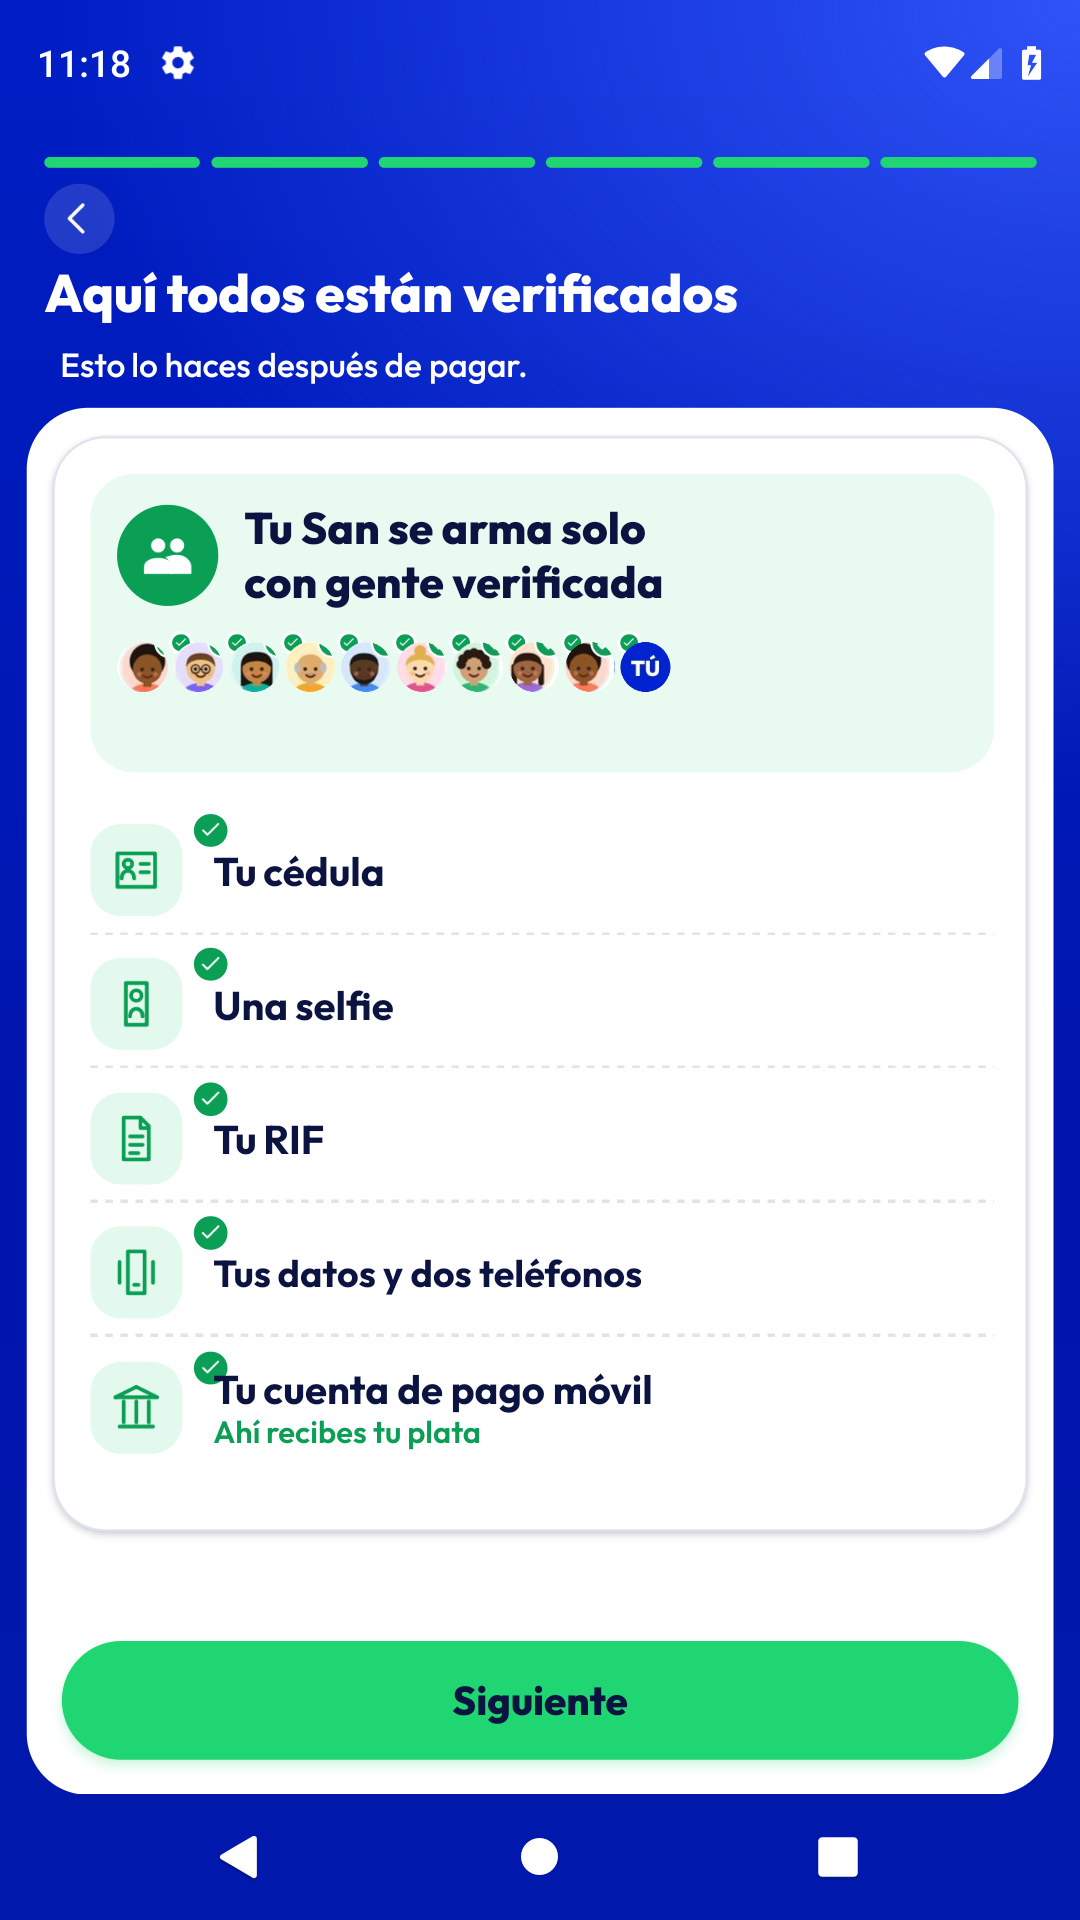 11:18
Aquí todos están verificados
Esto lo haces después de pagar.
Tu San se arma solo
con gente verificada
TÚ
Tu cédula
Una selfie
Tu RIF
Tus datos y dos teléfonos
Tu cuenta de pago móvil
Ahí recibes tu plata
Siguiente